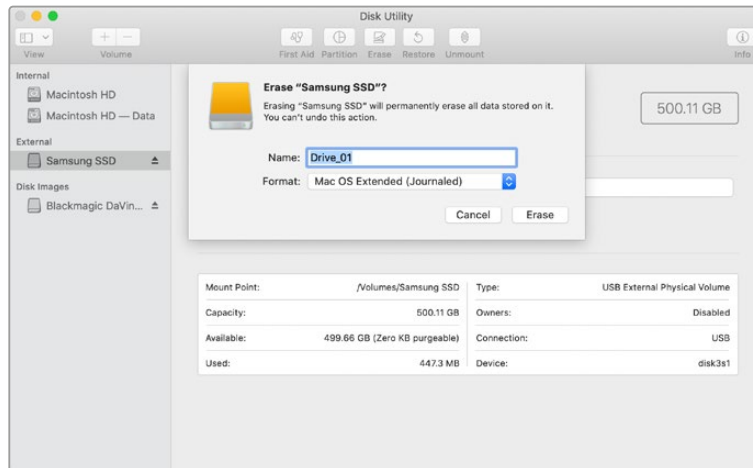 Disk Utility
View
Volume
First Aid
Partition
Erase
Restore
Unmount
Info
Internal
Macintosh HD
Macintosh HD — Data
External
Samsung SSD
Disk Images
Blackmagic DaVin...
Erase “Samsung SSD”?
Erasing “Samsung SSD” will permanently erase all data stored on it.
You can't undo this action.
Name: Drive_01
Format: Mac OS Extended (Journaled)
Cancel
Erase
500.11 GB
Mount Point: /Volumes/Samsung SSD
Type: USB External Physical Volume
Capacity: 500.11 GB
Owners: Disabled
Available: 499.66 GB (Zero KB purgeable)
Connection: USB
Used: 447.3 MB
Device: disk3s1